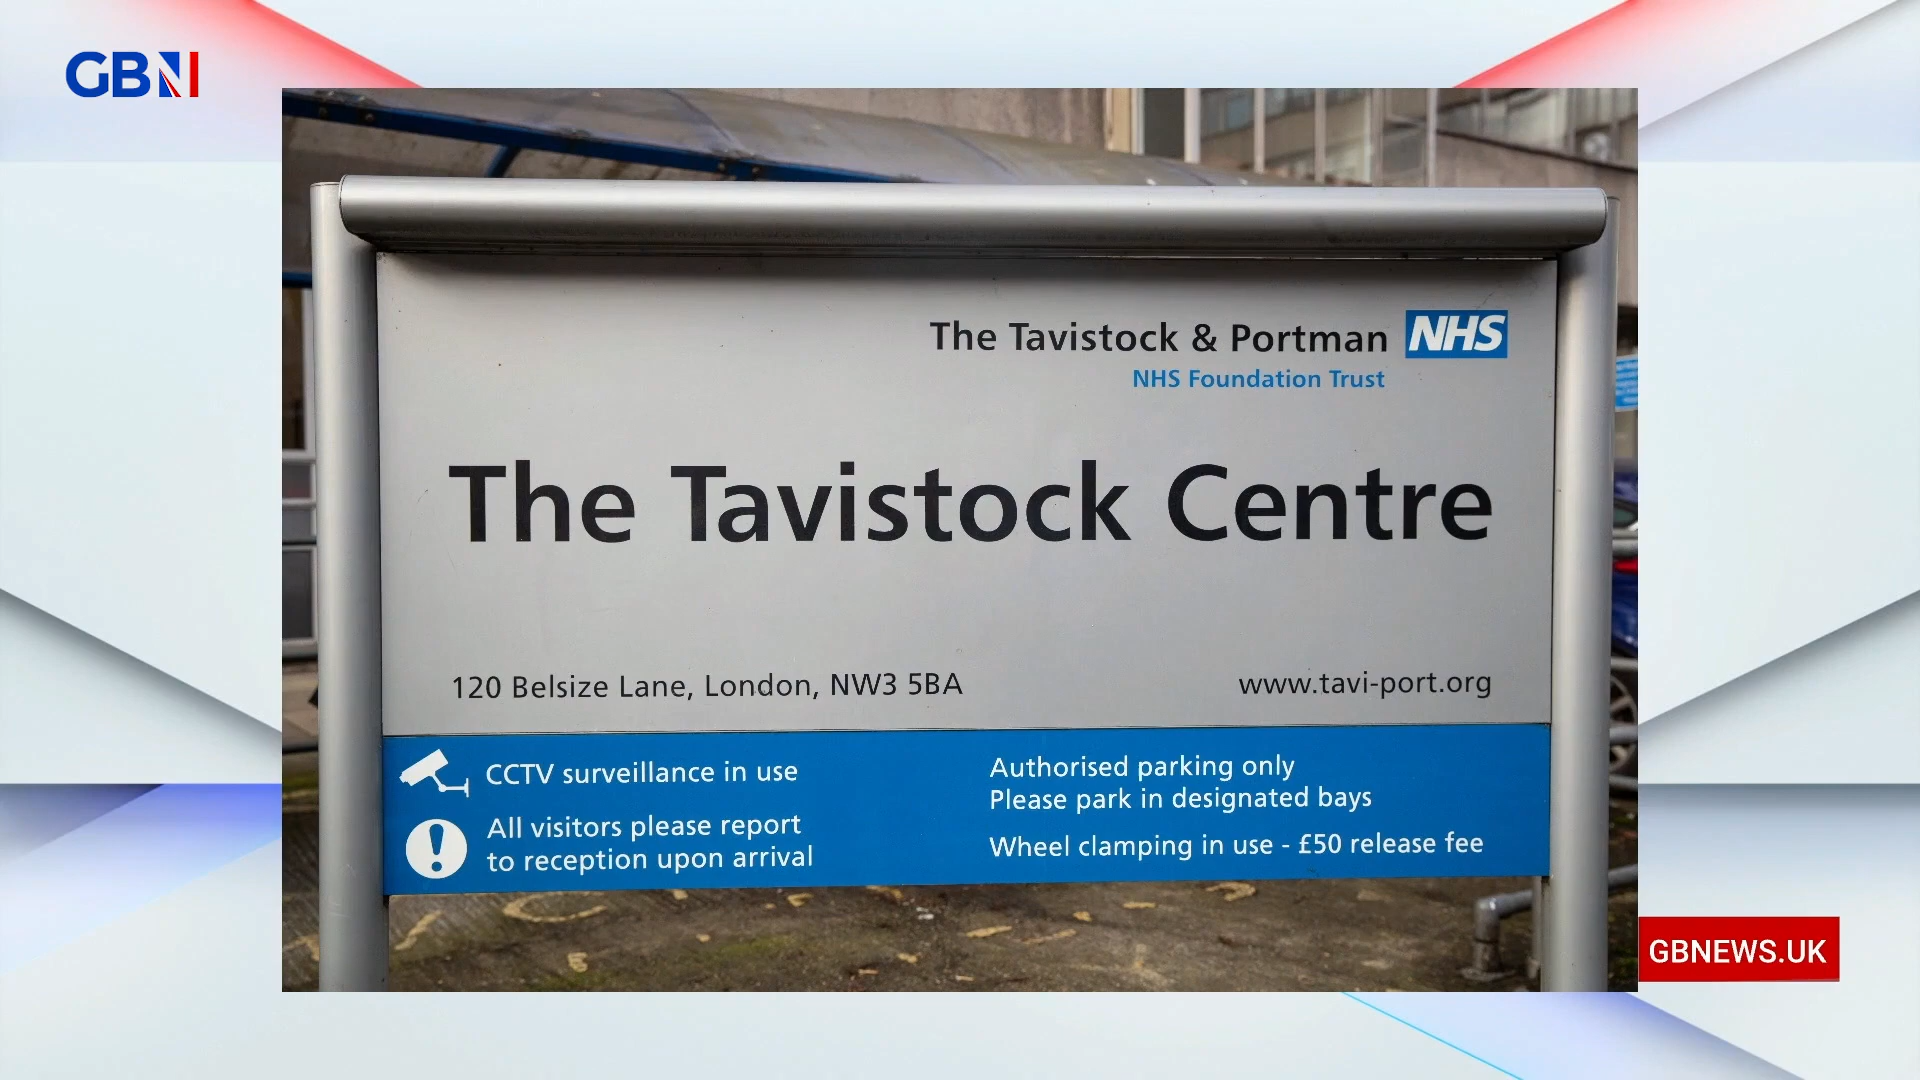 GBN
The Tavistock & Portman NHS
NHS Foundation Trust
The Tavistock Centre
120 Belsize Lane, London, NW3 5BA
www.tavi-port.org
CCTV surveillance in use
All visitors please report
to reception upon arrival
Authorised parking only
Please park in designated bays
Wheel clamping in use - £50 release fee
GBNEWS.UK